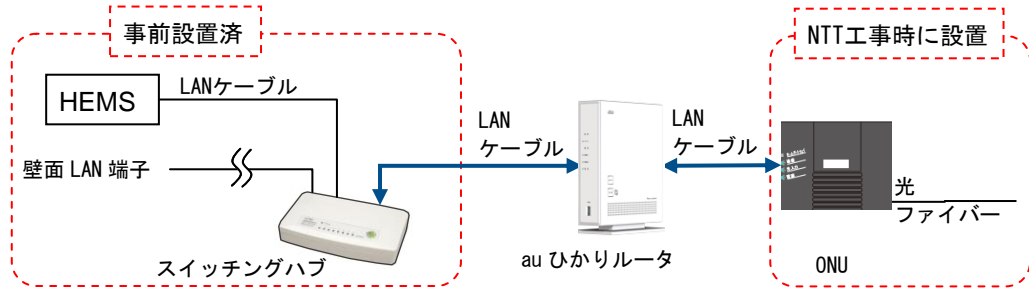 事前設置済
NTT工事時に設置
HEMS
LANケーブル
壁面 LAN 端子
スイッチングハブ
LAN
ケーブル
au ひかりルータ
LAN
ケーブル
光
ファイバー
ONU